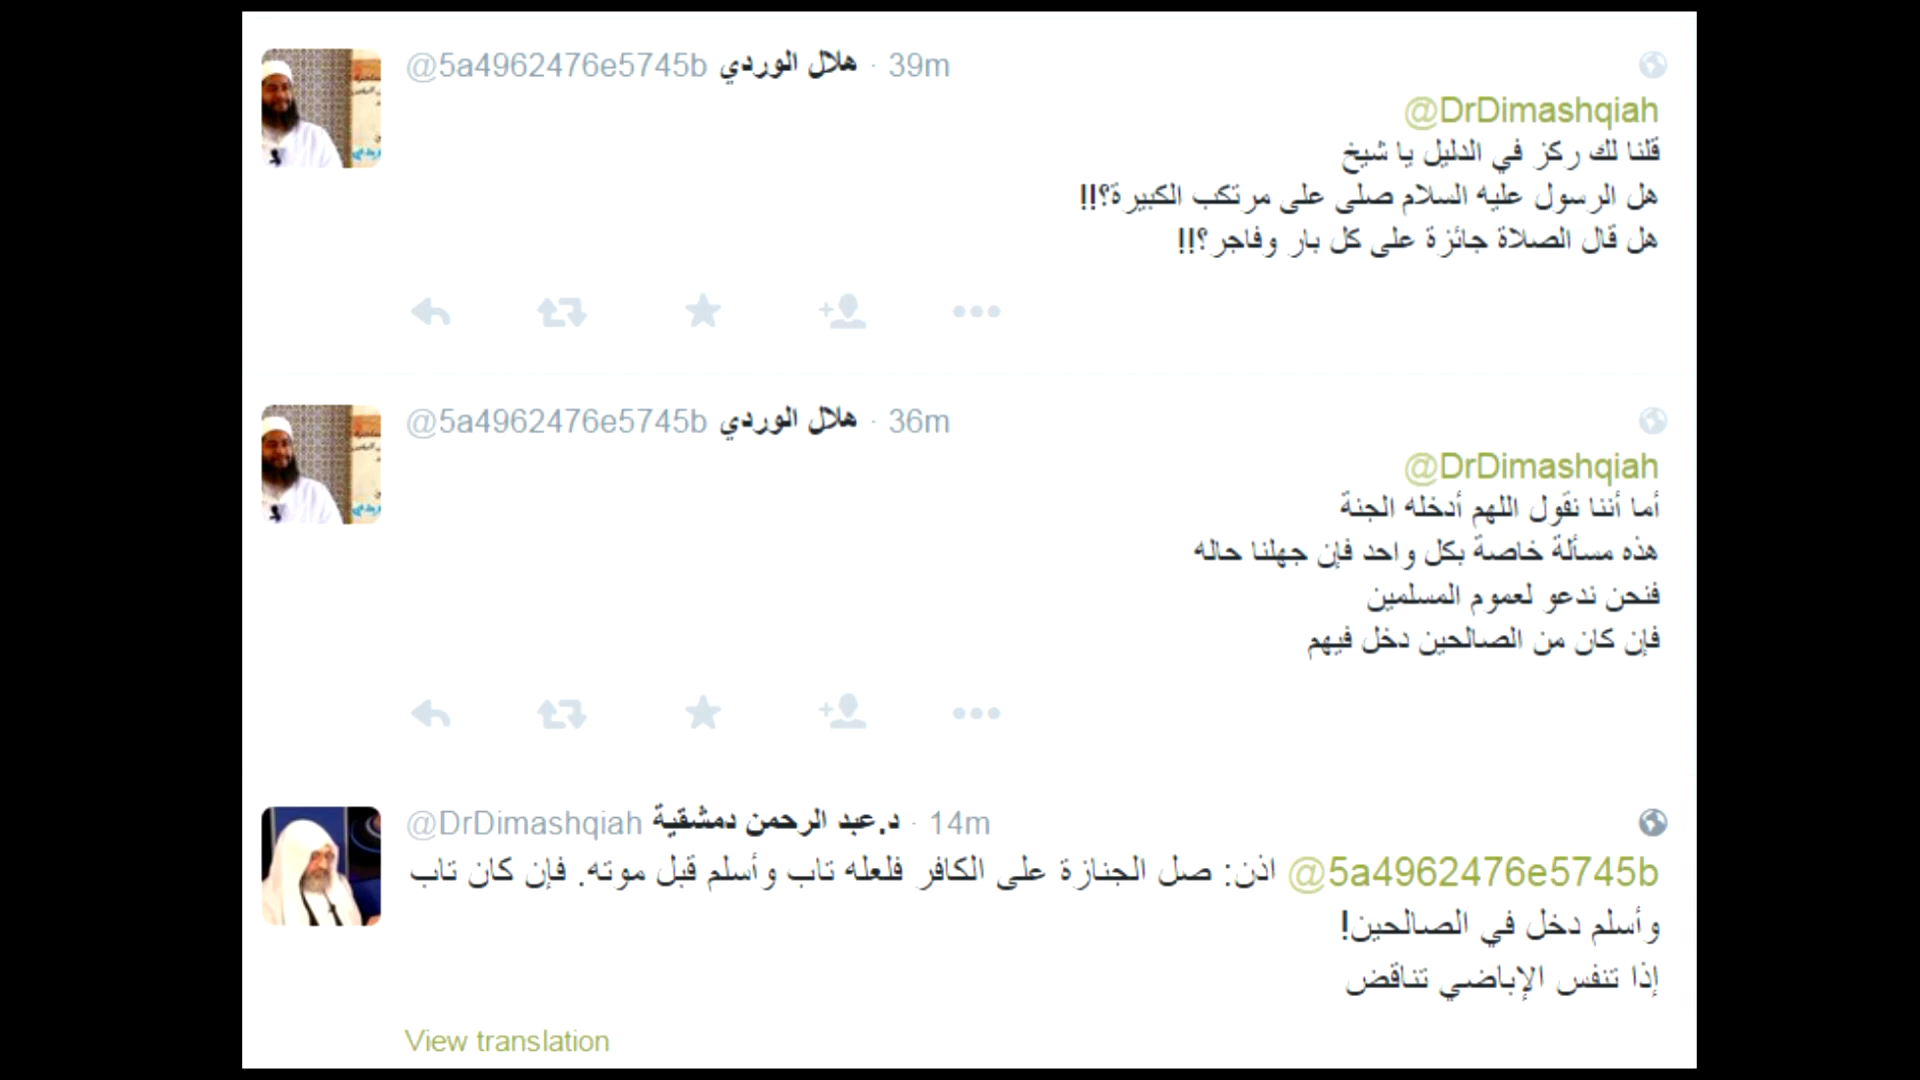 @5a4962476e5745b هلال الوردي · 39m
@DrDimashqiah
قلنا لك ركز في الدليل يا شيخ
هل الرسول عليه السلام صلى على مرتكب الكبيرة؟!!
هل قال الصلاة جائزة على كل بار وفاجر؟!!
@5a4962476e5745b هلال الوردي · 36m
@DrDimashqiah
أما أننا نقول اللهم أدخله الجنة
هذه مسألة خاصة بكل واحد فإن جهلنا حاله
فنحن ندعو لعموم المسلمين
فإن كان من الصالحين دخل فيهم
@DrDimashqiah د.عبد الرحمن دمشقية · 14m
@5a4962476e5745b اذن: صل الجنازة على الكافر فلعله تاب وأسلم قبل موته. فإن كان تاب
وأسلم دخل في الصالحين!
إذا تنفس الإباضي تناقض
View translation